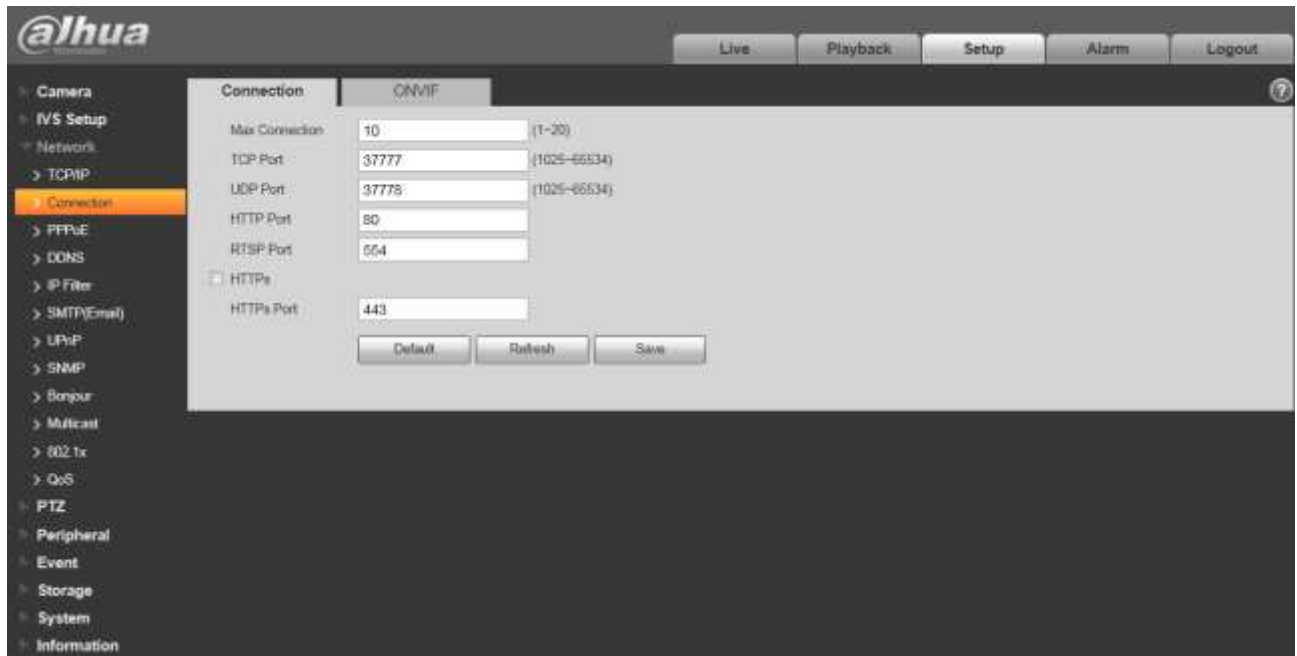 alhua
Live Playback Setup Alarm Logout
Camera
IVS Setup
Network
TCP/IP
Connection
PPPoE
DDNS
IP Filter
SMTP(Email)
UPnP
SNMP
Bonjour
Multicast
802.1x
QoS
PTZ
Peripheral
Event
Storage
System
Information
Connection ONVIF
?
Max Connection 10 (1~20)
TCP Port 37777 (1025~65534)
UDP Port 37778 (1025~65534)
HTTP Port 80
RTSP Port 554
HTTPs
HTTPs Port 443
Default Refresh Save